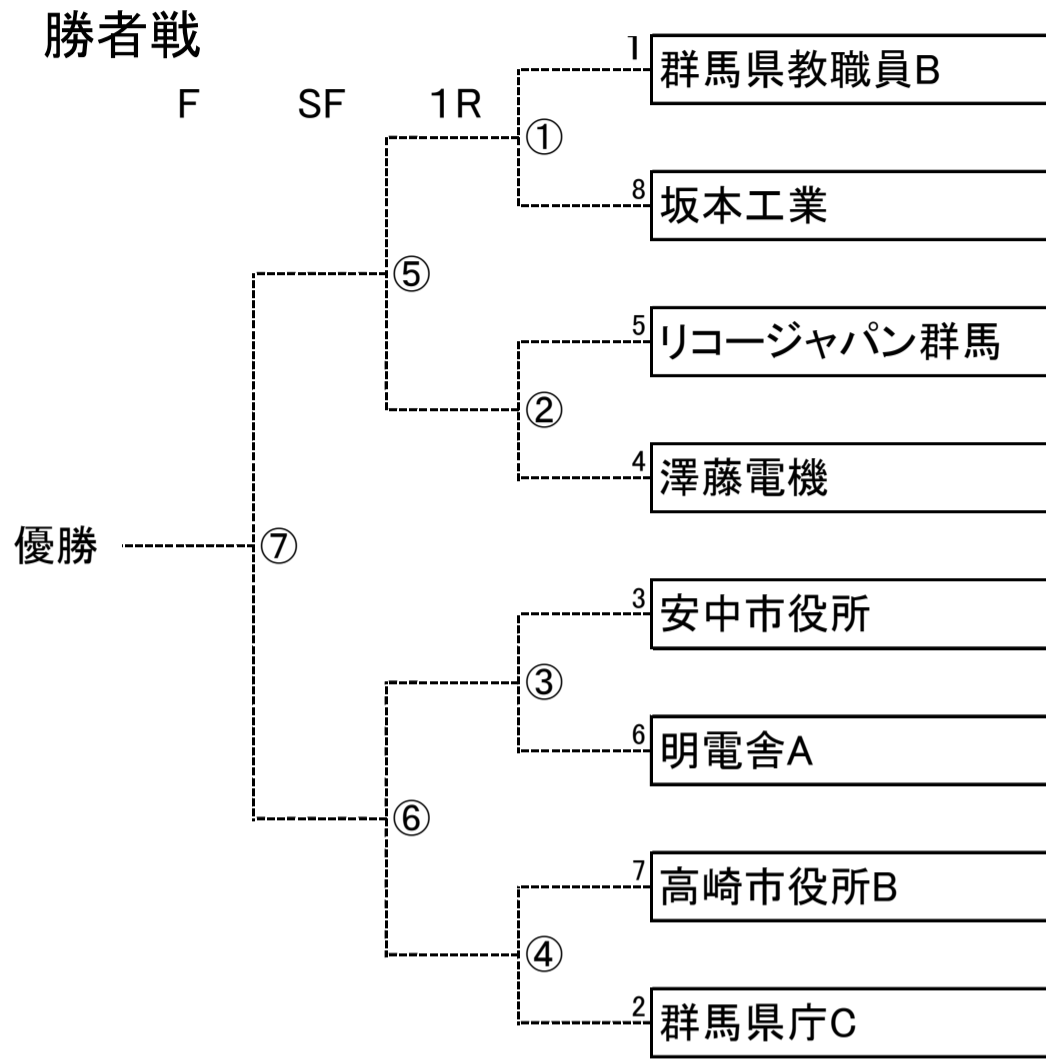 勝者戦
F SF 1R
1 群馬県教職員B
①
8 坂本工業
⑤
5 リコージャパン群馬
②
4 澤藤電機
優勝 ⑦
3 安中市役所
③
6 明電舎A
⑥
7 高崎市役所B
④
2 群馬県庁C